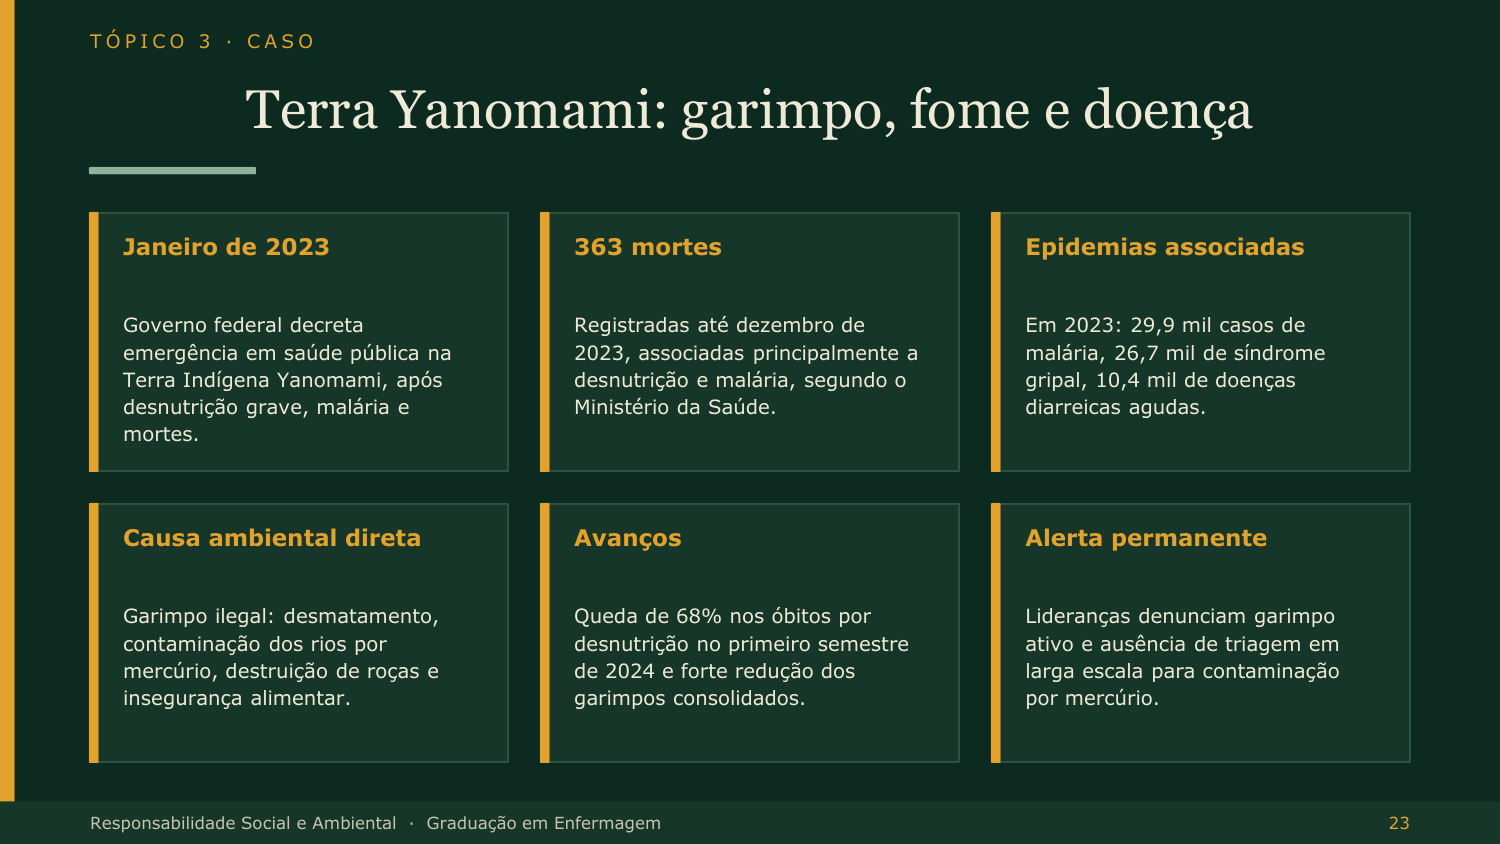 TÓPICO 3 · CASO
Terra Yanomami: garimpo, fome e doença
Janeiro de 2023
Governo federal decreta
emergência em saúde pública na
Terra Indígena Yanomami, após
desnutrição grave, malária e
mortes.
363 mortes
Registradas até dezembro de
2023, associadas principalmente a
desnutrição e malária, segundo o
Ministério da Saúde.
Epidemias associadas
Em 2023: 29,9 mil casos de
malária, 26,7 mil de síndrome
gripal, 10,4 mil de doenças
diarreicas agudas.
Causa ambiental direta
Garimpo ilegal: desmatamento,
contaminação dos rios por
mercúrio, destruição de roças e
insegurança alimentar.
Avanços
Queda de 68% nos óbitos por
desnutrição no primeiro semestre
de 2024 e forte redução dos
garimpos consolidados.
Alerta permanente
Lideranças denunciam garimpo
ativo e ausência de triagem em
larga escala para contaminação
por mercúrio.
Responsabilidade Social e Ambiental · Graduação em Enfermagem
23